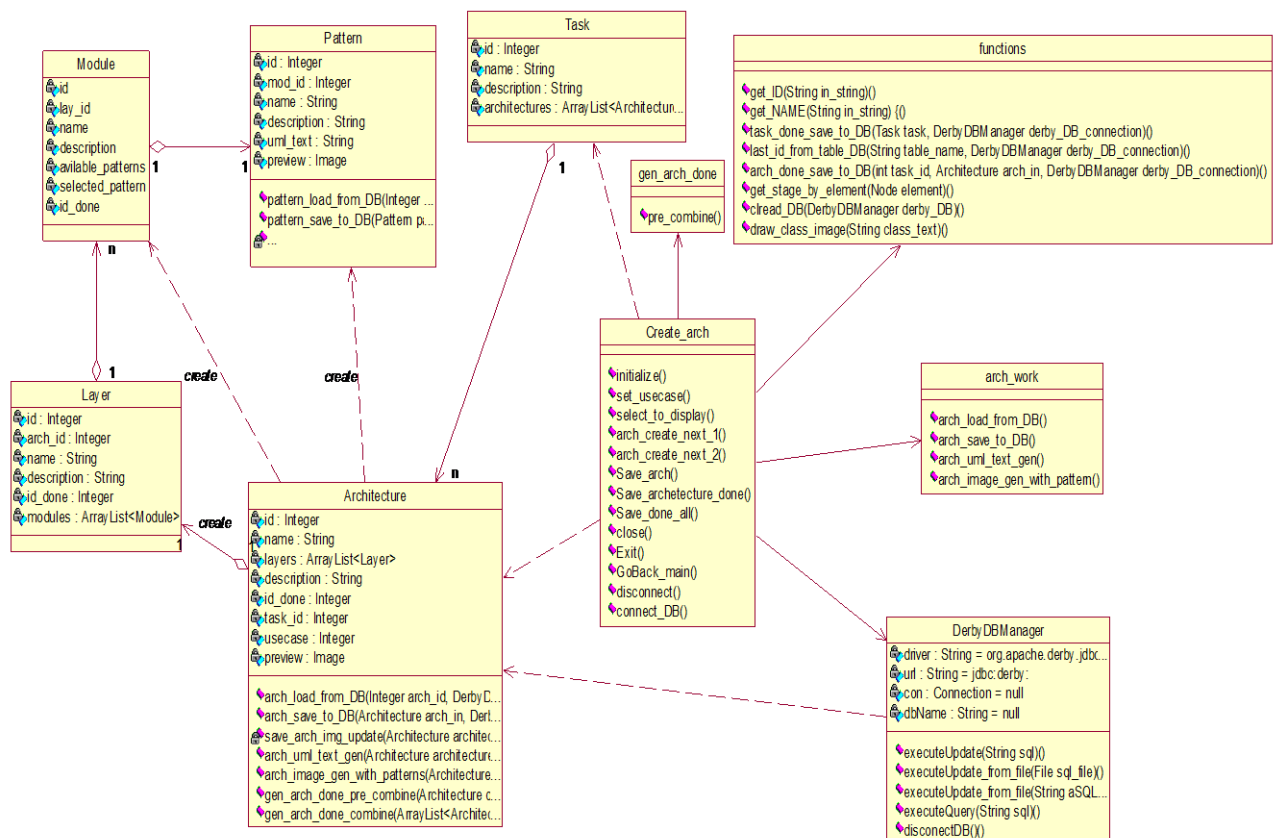 Module
id
lay_id
name
description
avilable_patterns
selected_pattern
id_done
Pattern
id : Integer
mod_id : Integer
name : String
description : String
uml_text : String
preview : Image
pattern_load_from_DB(Integer ...
pattern_save_to_DB(Pattern p...
...
Task
id : Integer
name : String
description : String
architectures : ArrayList<Architectur...
functions
get_ID(String in_string)()
get_NAME(String in_string) {()
task_done_save_to_DB(Task task, DerbyDBManager derby_DB_connection)()
last_id_from_table_DB(String table_name, DerbyDBManager derby_DB_connection)()
arch_done_save_to_DB(int task_id, Architecture arch_in, DerbyDBManager derby_DB_connection)()
get_stage_by_element(Node element)()
clread_DB(DerbyDBManager derby_DB)()
draw_class_image(String class_text)()
gen_arch_done
pre_combine()
1
1
1
n
1
n
1
create
create
create
Layer
id : Integer
arch_id : Integer
name : String
description : String
id_done : Integer
modules : ArrayList<Module>
Architecture
id : Integer
name : String
layers : ArrayList<Layer>
description : String
id_done : Integer
task_id : Integer
usecase : Integer
preview : Image
arch_load_from_DB(Integer arch_id, DerbyD...
arch_save_to_DB(Architecture arch_in, Derl...
save_arch_img_update(Architecture architec...
arch_uml_text_gen(Architecture architecture...
arch_image_gen_with_patterns(Architecture...
gen_arch_done_pre_combine(Architecture c...
gen_arch_done_combine(ArrayList<Architec...
Create_arch
initialize()
set_usecase()
select_to_display()
arch_create_next_1()
arch_create_next_2()
Save_arch()
Save_archetecture_done()
Save_done_all()
close()
Exit()
GoBack_main()
disconnect()
connect_DB()
arch_work
arch_load_from_DB()
arch_save_to_DB()
arch_uml_text_gen()
arch_image_gen_with_pattern()
DerbyDBManager
driver : String = org.apache.derby.jdbc...
url : String = jdbc:derby:
con : Connection = null
dbName : String = null
executeUpdate(String sql)()
executeUpdate_from_file(File sql_file)()
executeUpdate_from_file(String aSQL...
executeQuery(String sql)()
disconectDB()()